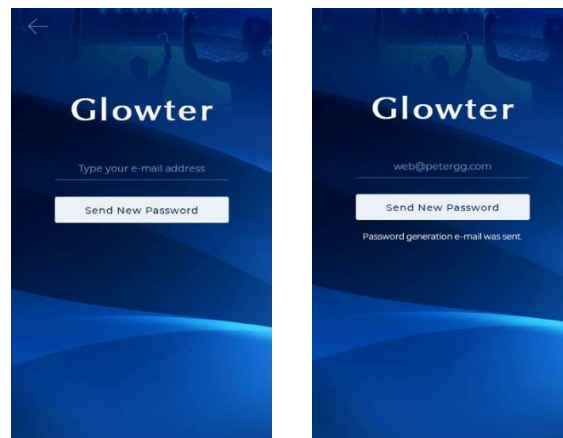 Glowter
Type your e-mail address
Send New Password
Glowter
web@petergg.com
Send New Password
Password generation e-mail was sent.